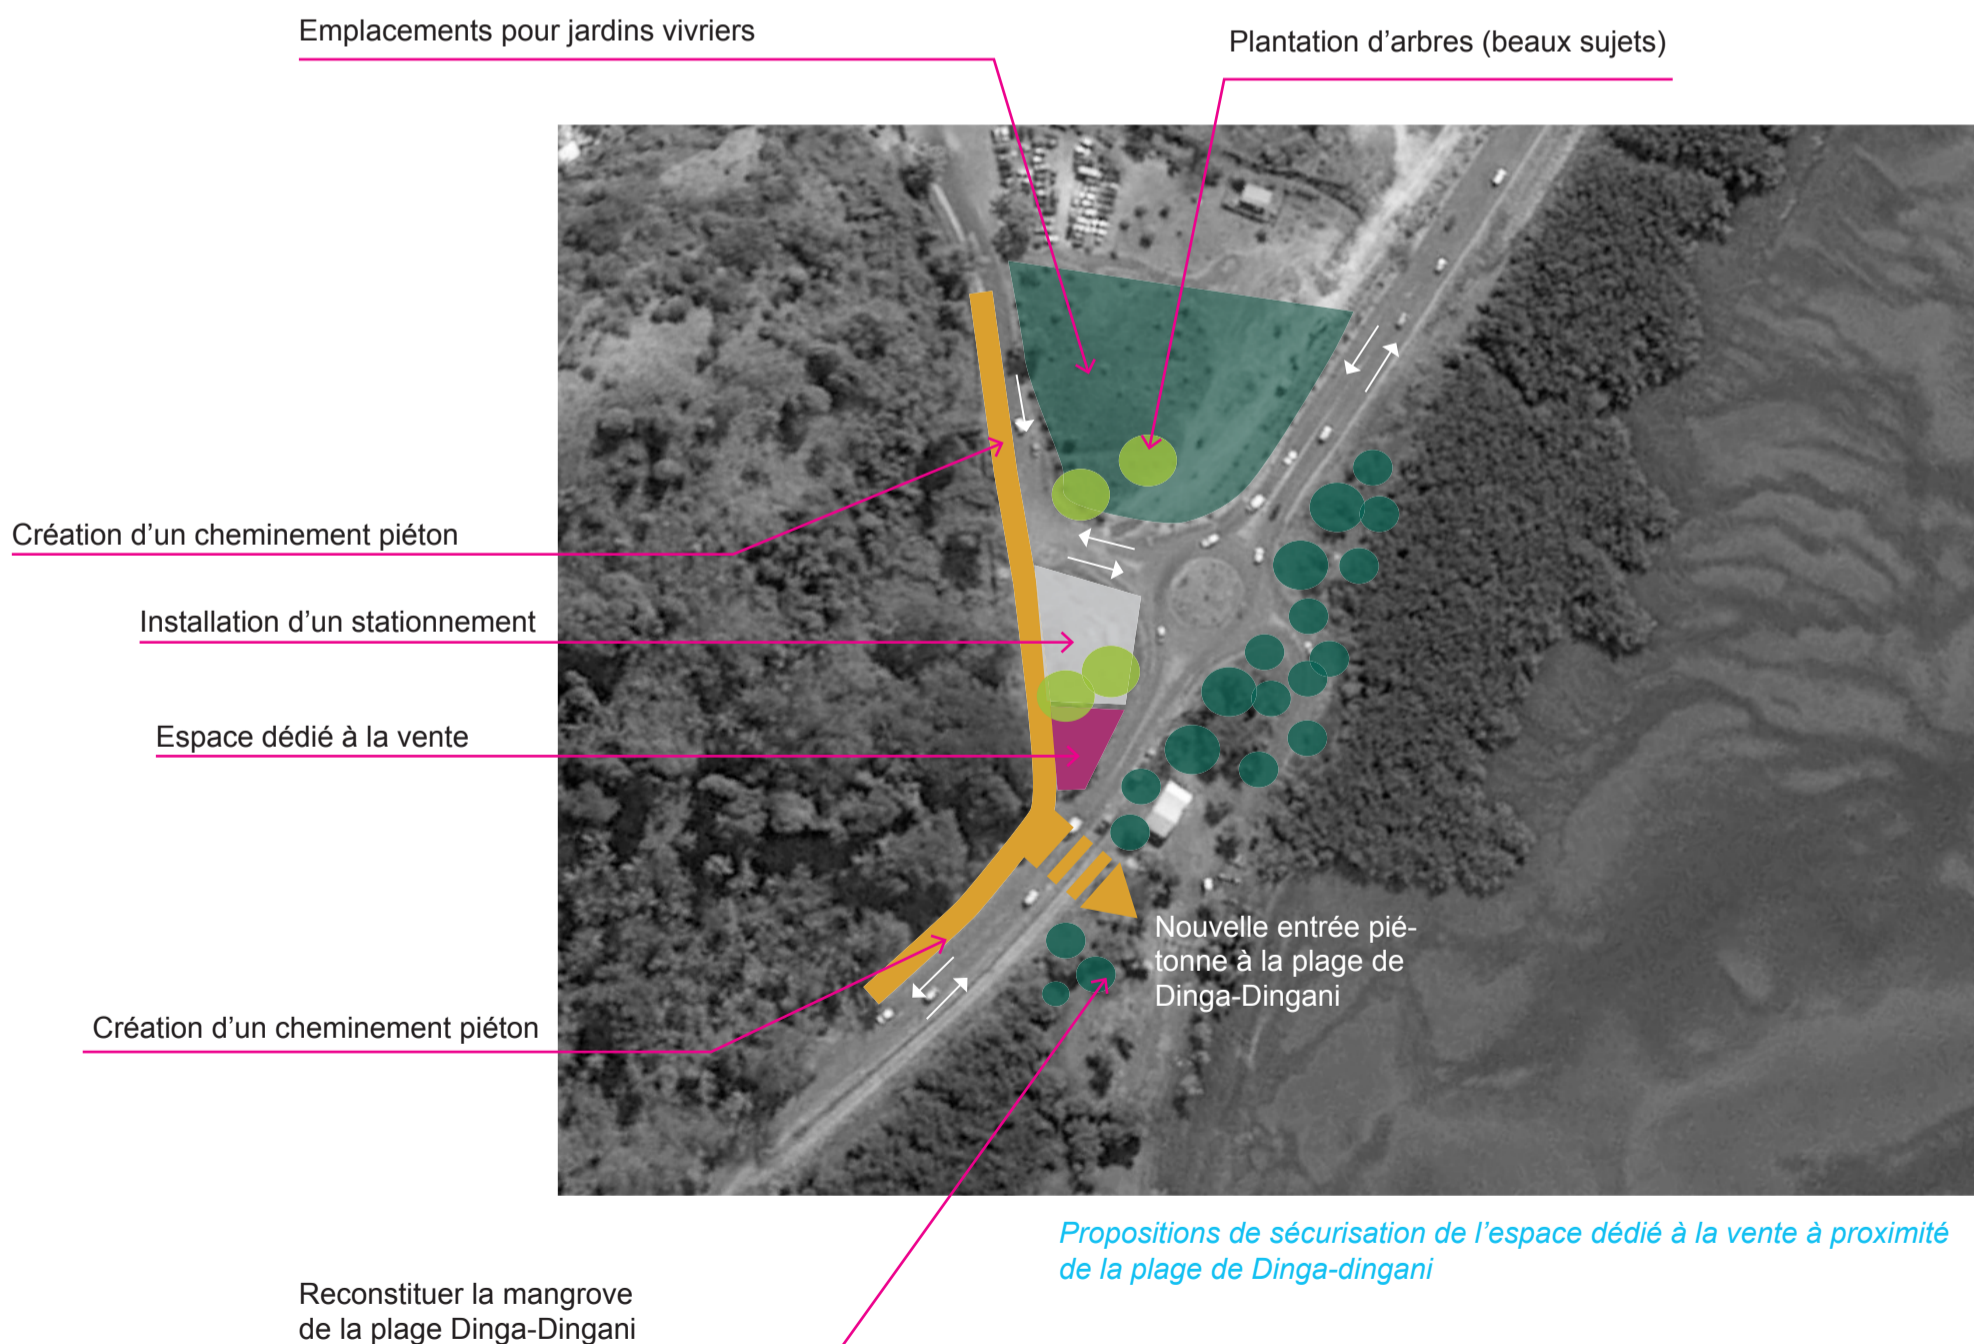 Emplacements pour jardins vivriers
Plantation d’arbres (beaux sujets)
Création d’un cheminement piéton
Installation d’un stationnement
Espace dédié à la vente
Nouvelle entrée pié-
tonne à la plage de
Dinga-Dingani
Création d’un cheminement piéton
Propositions de sécurisation de l’espace dédié à la vente à proximité
de la plage de Dinga-dingani
Reconstituer la mangrove
de la plage Dinga-Dingani